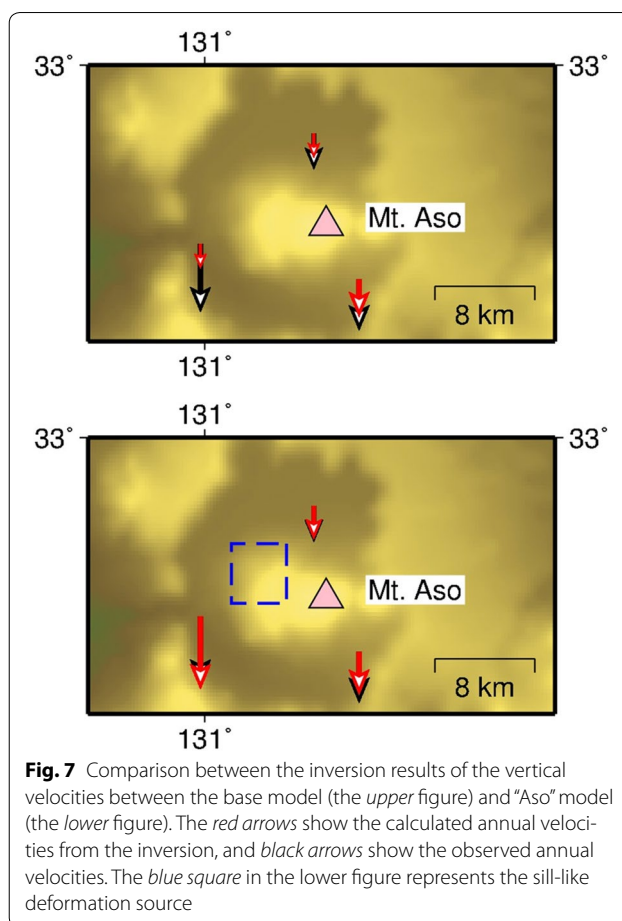 131°
33° 33°
Mt. Aso
8 km
131°
131°
33° 33°
Mt. Aso
8 km
131°
Fig. 7 Comparison between the inversion results of the vertical
velocities between the base model (the upper figure) and "Aso" model
(the lower figure). The red arrows show the calculated annual veloci-
ties from the inversion, and black arrows show the observed annual
velocities. The blue square in the lower figure represents the sill-like
deformation source